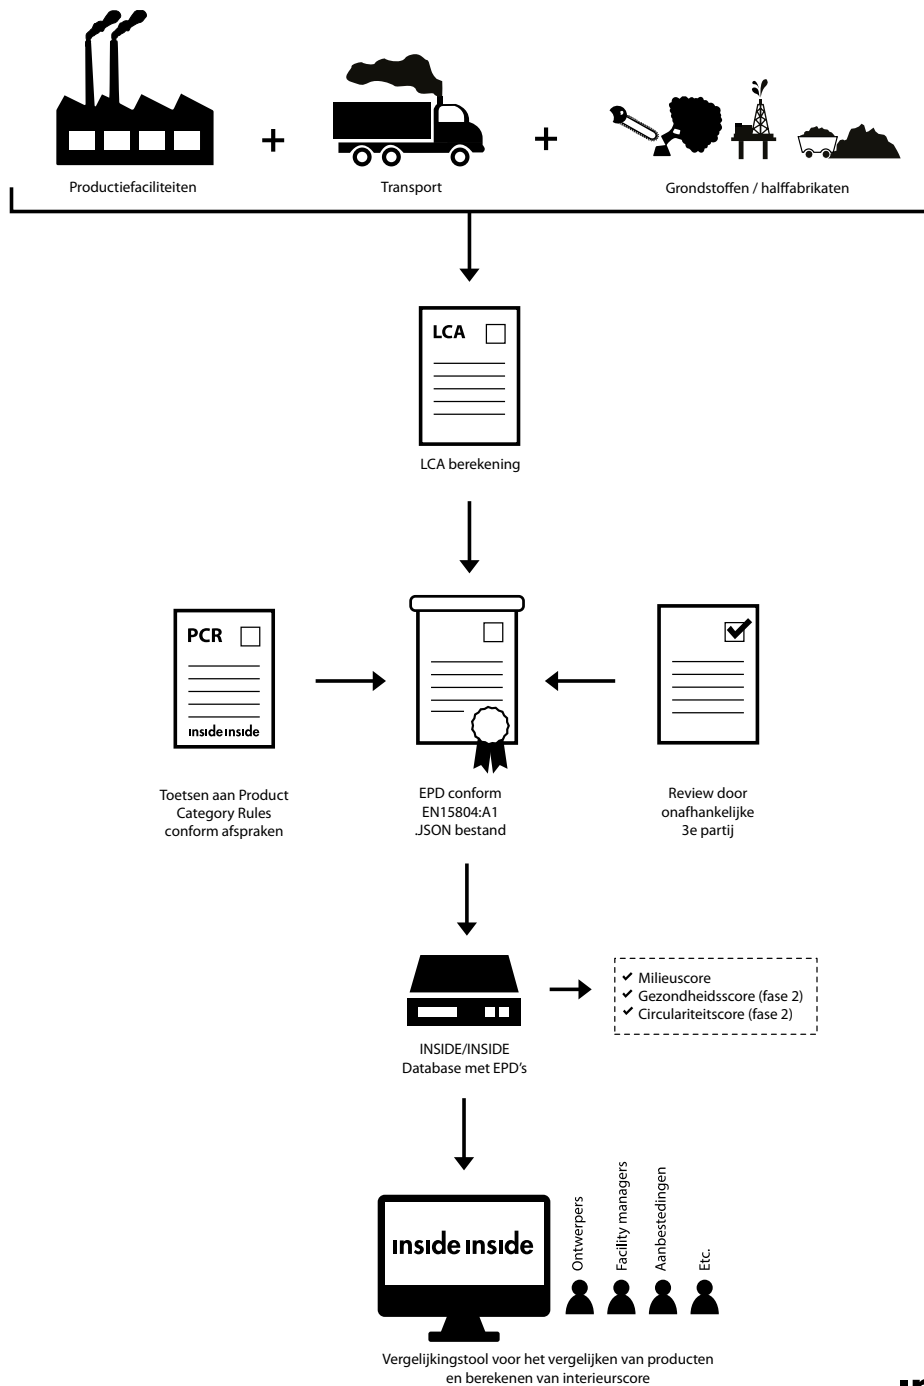 Productiefaciliteiten
+
Transport
+
Grondstoffen / halffabrikaten
LCA
LCA berekening
PCR
insideinside
Toetsen aan Product
Category Rules
conform afspraken
EPD conform
EN15804:A1
.JSON bestand
Review door
onafhankelijke
3e partij
Milieuscore
Gezondheidsscore (fase 2)
Circulariteitscore (fase 2)
INSIDE/INSIDE
Database met EPD's
inside inside
Ontwerpers
Facility managers
Aanbestedingen
Etc.
Vergelijkingstool voor het vergelijken van producten
en berekenen van interieurscore